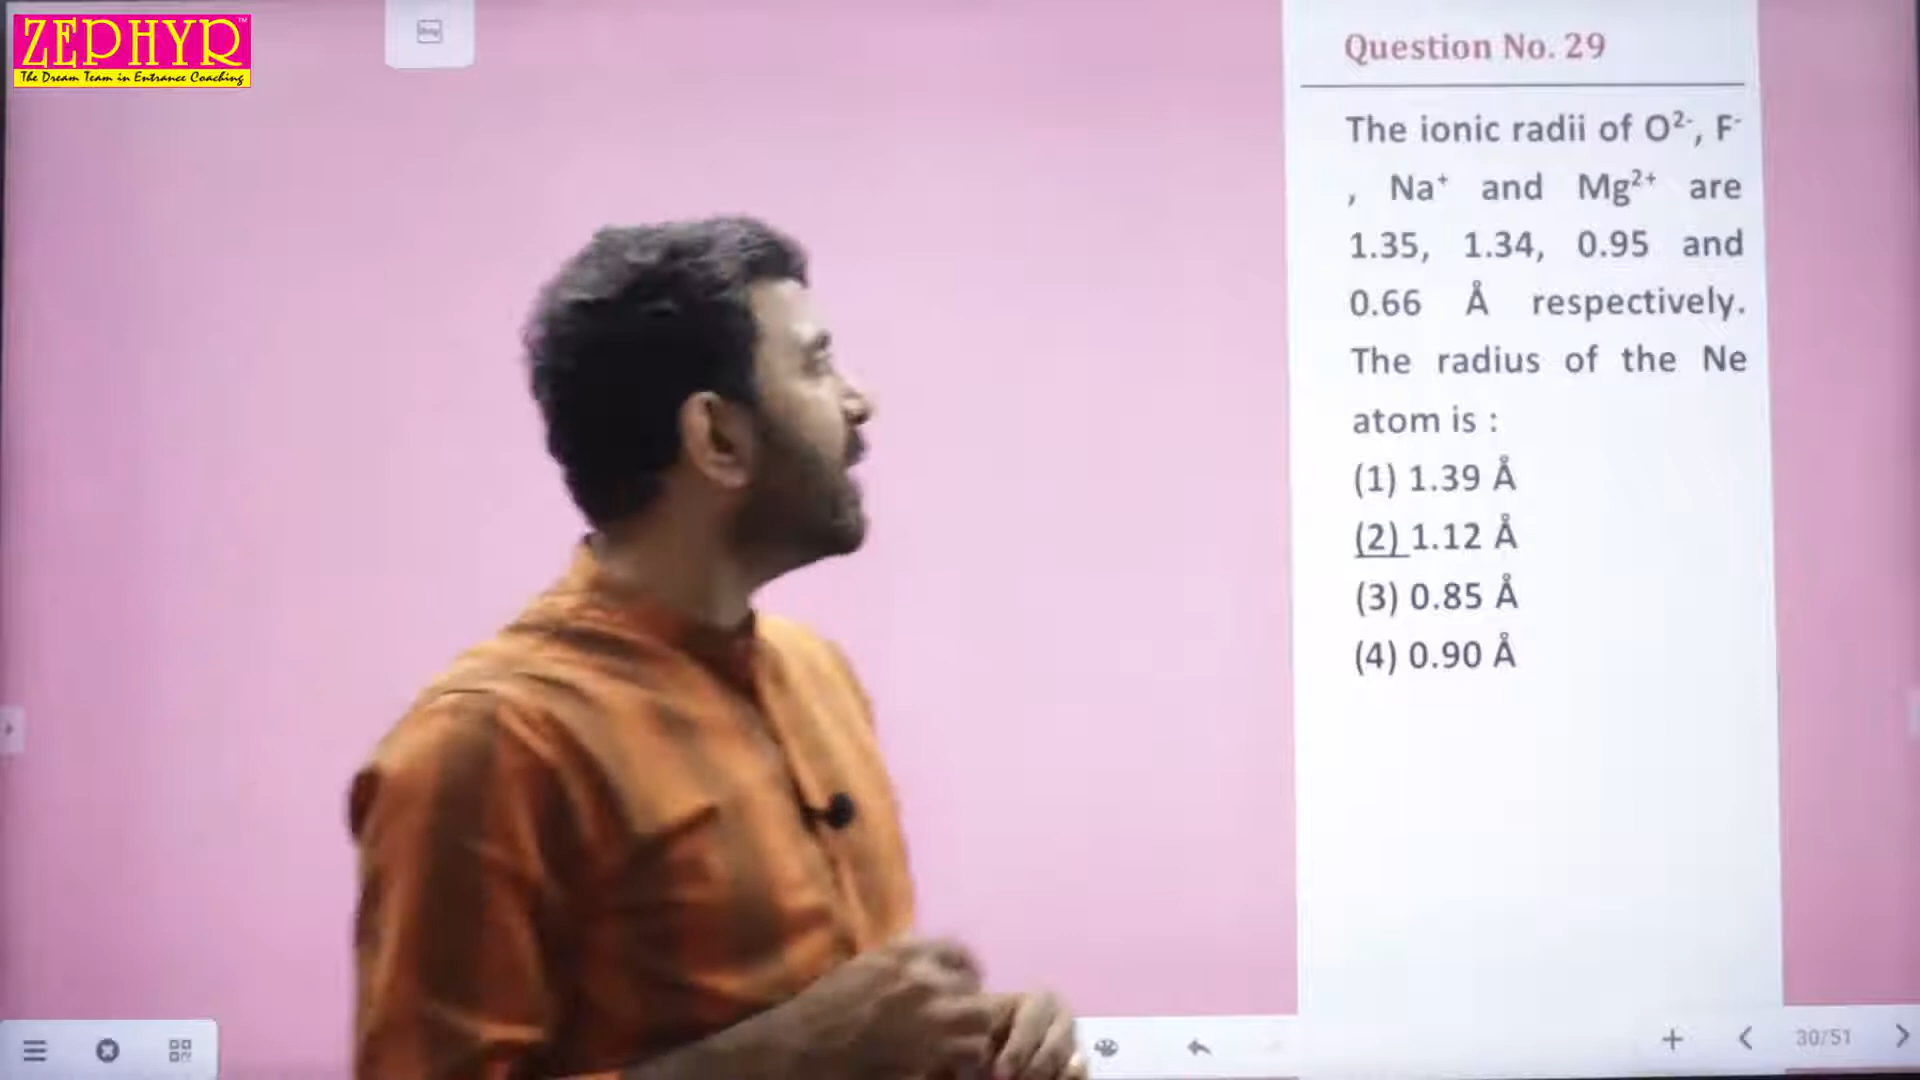 ZEPHYR™
The Dream Team in Entrance Coaching
Question No. 29
The ionic radii of O²⁻, F⁻
, Na⁺ and Mg²⁺ are
1.35, 1.34, 0.95 and
0.66 Å respectively.
The radius of the Ne
atom is :
(1) 1.39 Å
(2) 1.12 Å
(3) 0.85 Å
(4) 0.90 Å
30/51